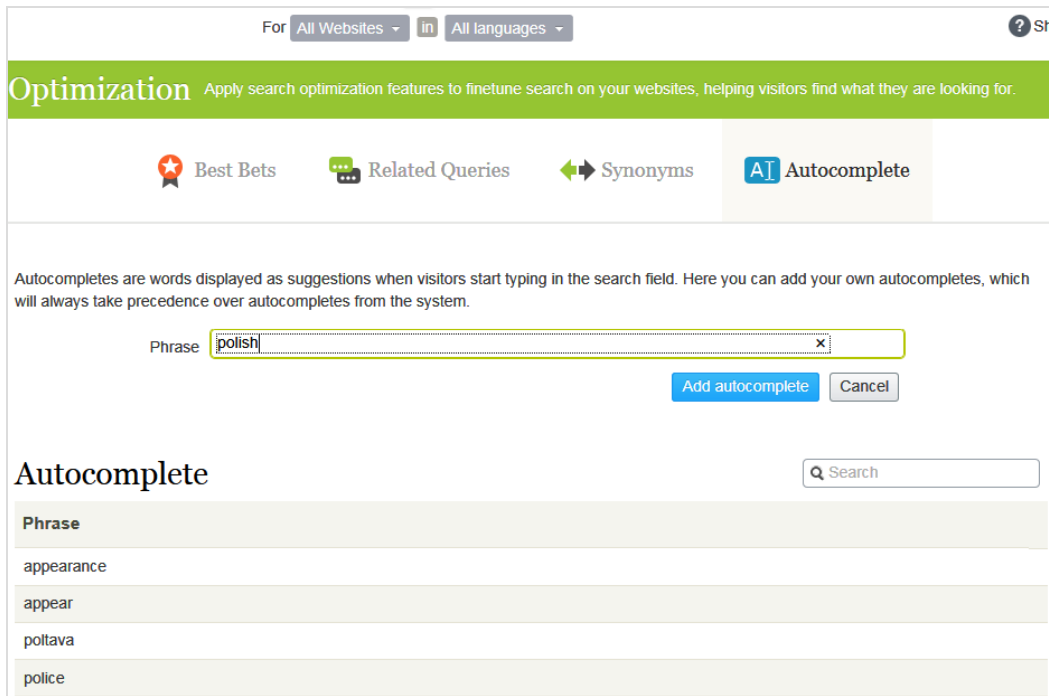 For All Websites in All languages ? Sh
Optimization Apply search optimization features to finetune search on your websites, helping visitors find what they are looking for.
Best Bets Related Queries Synonyms AI Autocomplete
Autocompletes are words displayed as suggestions when visitors start typing in the search field. Here you can add your own autocompletes, which
will always take precedence over autocompletes from the system.
Phrase polish ×
Add autocomplete Cancel
Autocomplete Search
Phrase
appearance
appear
poltava
police